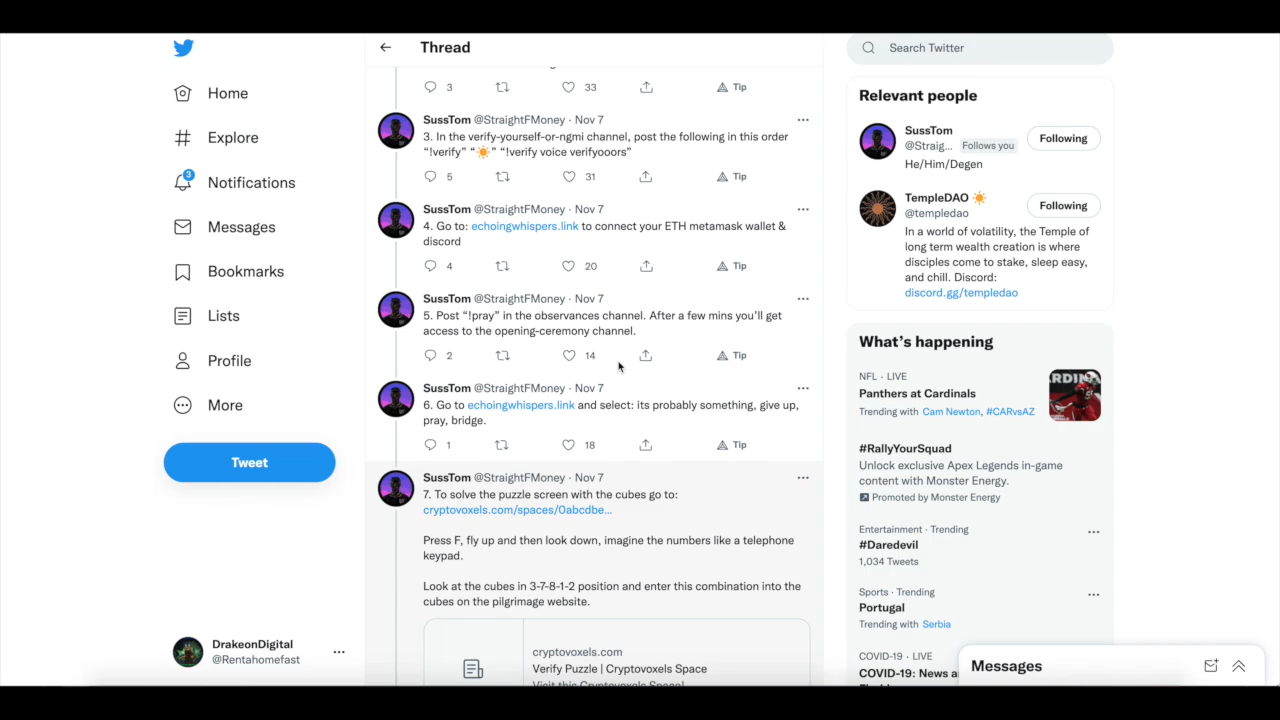 Home
Explore
3
Notifications
Messages
Bookmarks
Lists
Profile
More
Tweet
DrakeonDigital
@Rentahomefast
Thread
3
33
Tip
SussTom @StraightFMoney · Nov 7
3. In the verify-yourself-or-ngmi channel, post the following in this order
“!verify” “☀️” “!verify voice verifyooors”
5
31
Tip
SussTom @StraightFMoney · Nov 7
4. Go to: echoingwhispers.link to connect your ETH metamask wallet &
discord
4
20
Tip
SussTom @StraightFMoney · Nov 7
5. Post “!pray” in the observances channel. After a few mins you’ll get
access to the opening-ceremony channel.
2
14
Tip
SussTom @StraightFMoney · Nov 7
6. Go to echoingwhispers.link and select: its probably something, give up,
pray, bridge.
1
18
Tip
SussTom @StraightFMoney · Nov 7
7. To solve the puzzle screen with the cubes go to:
cryptovoxels.com/spaces/0abcdbe...
Press F, fly up and then look down, imagine the numbers like a telephone
keypad.
Look at the cubes in 3-7-8-1-2 position and enter this combination into the
cubes on the pilgrimage website.
cryptovoxels.com
Verify Puzzle | Cryptovoxels Space
Visit this Cryptovoxels Space!
Search Twitter
Relevant people
SussTom
@Straig... Follows you
Following
He/Him/Degen
TempleDAO ☀️
@templedao
Following
In a world of volatility, the Temple of
long term wealth creation is where
disciples come to stake, sleep easy,
and chill. Discord:
discord.gg/templedao
What’s happening
NFL · LIVE
Panthers at Cardinals
Trending with Cam Newton, #CARvsAZ
#RallyYourSquad
Unlock exclusive Apex Legends in-game
content with Monster Energy.
Promoted by Monster Energy
Entertainment · Trending
#Daredevil
1,034 Tweets
Sports · Trending
Portugal
Trending with Serbia
COVID-19 · LIVE
COVID-19: News a
Messages